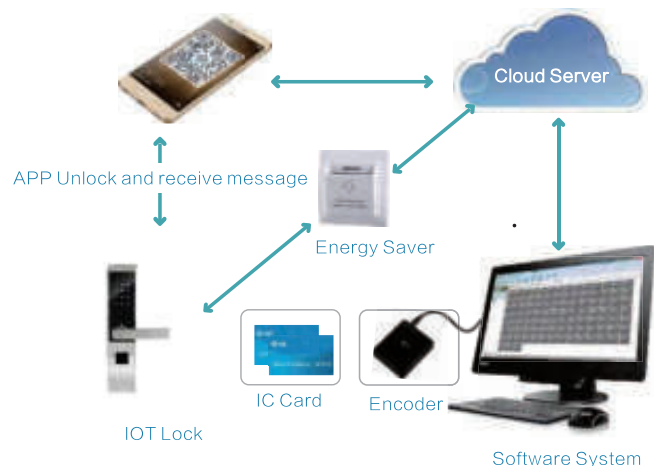 Cloud Server
APP Unlock and receive message
Energy Saver
IC Card
Encoder
IOT Lock
Software System